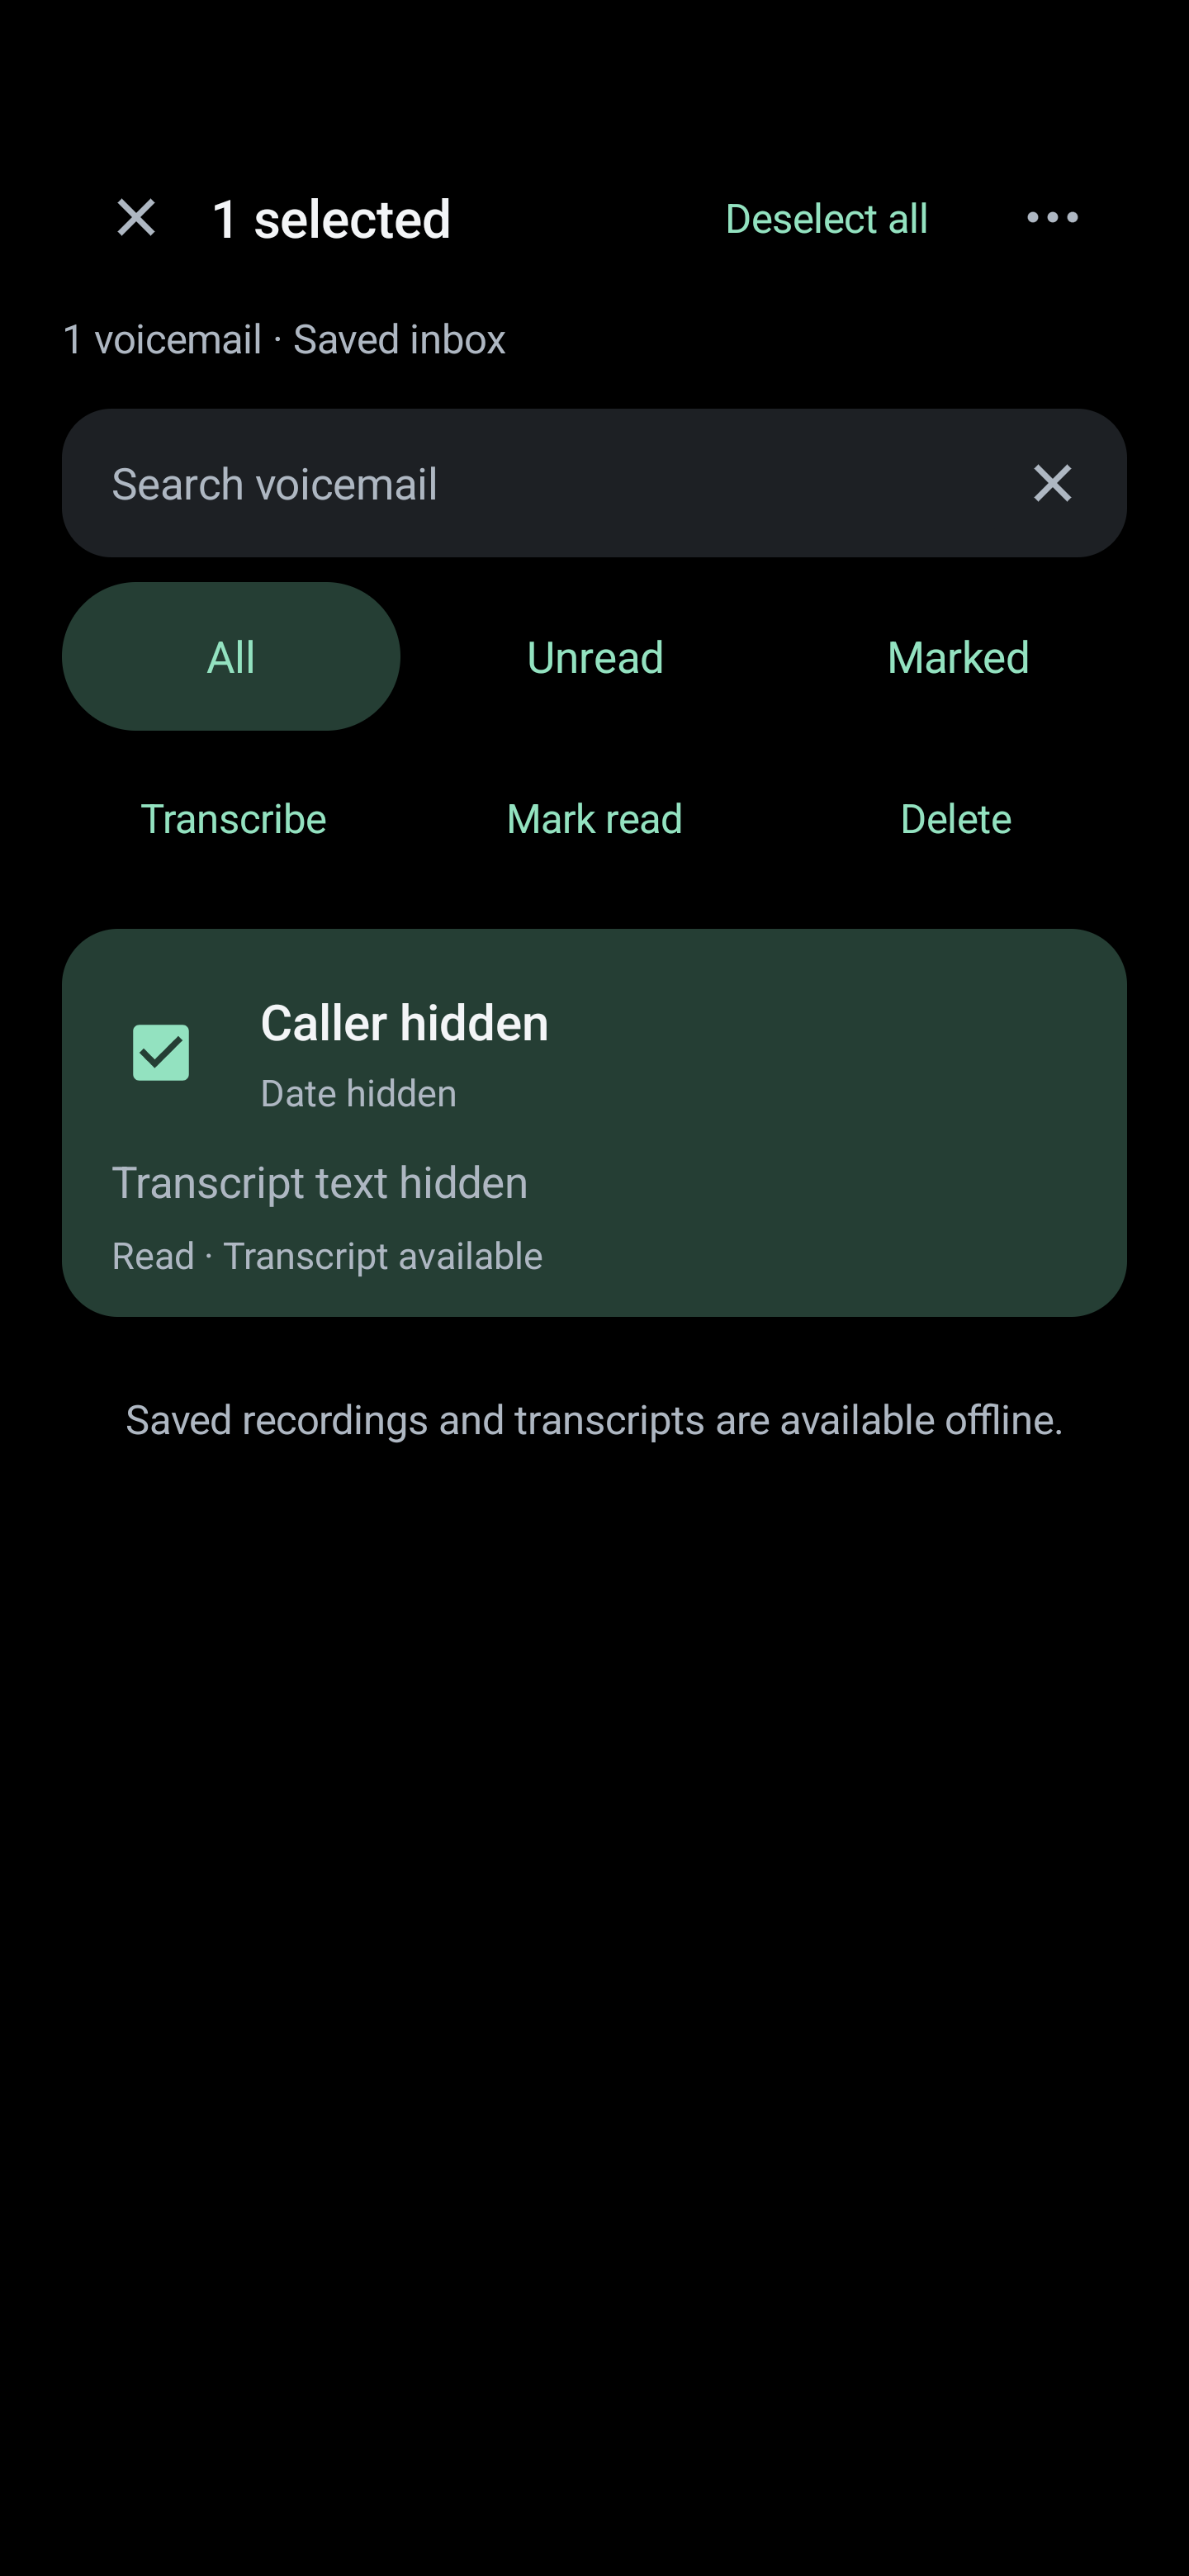 1 selected Deselect all
1 voicemail · Saved inbox
Search voicemail
All Unread Marked
Transcribe Mark read Delete
Caller hidden
Date hidden
Transcript text hidden
Read · Transcript available
Saved recordings and transcripts are available offline.